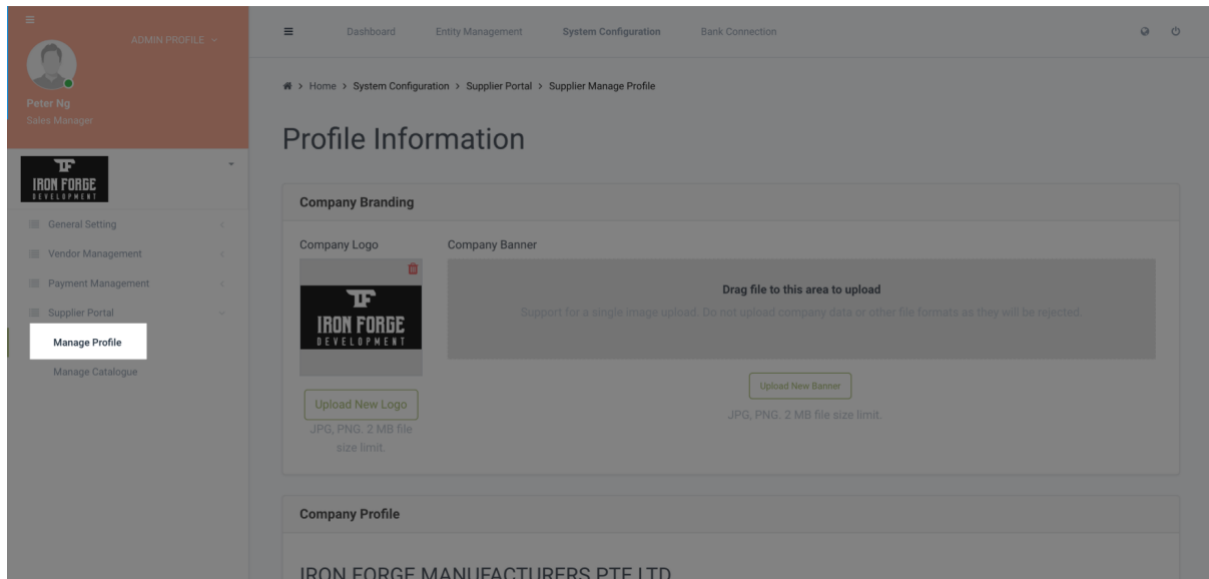 ADMIN PROFILE
Peter Ng
Sales Manager
IRON FORGE
DEVELOPMENT
General Setting
Vendor Management
Payment Management
Supplier Portal
Manage Profile
Manage Catalogue
Dashboard Entity Management System Configuration Bank Connection
> Home > System Configuration > Supplier Portal > Supplier Manage Profile
Profile Information
Company Branding
Company Logo
IRON FORGE
DEVELOPMENT
Upload New Logo
JPG, PNG. 2 MB file
size limit.
Company Banner
Drag file to this area to upload
Support for a single image upload. Do not upload company data or other file formats as they will be rejected.
Upload New Banner
JPG, PNG. 2 MB file size limit.
Company Profile
IRON FORGE MANUFACTURERS PTE LTD